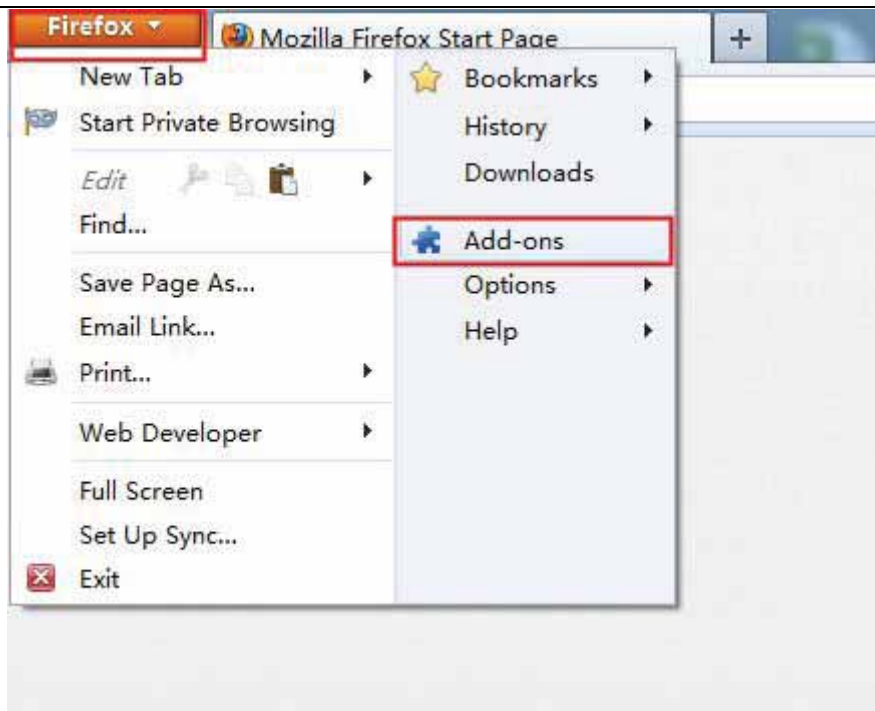 Firefox
Mozilla Firefox Start Page
+
New Tab
Start Private Browsing
Edit
Find...
Save Page As...
Email Link...
Print...
Web Developer
Full Screen
Set Up Sync...
Exit
Bookmarks
History
Downloads
Add-ons
Options
Help